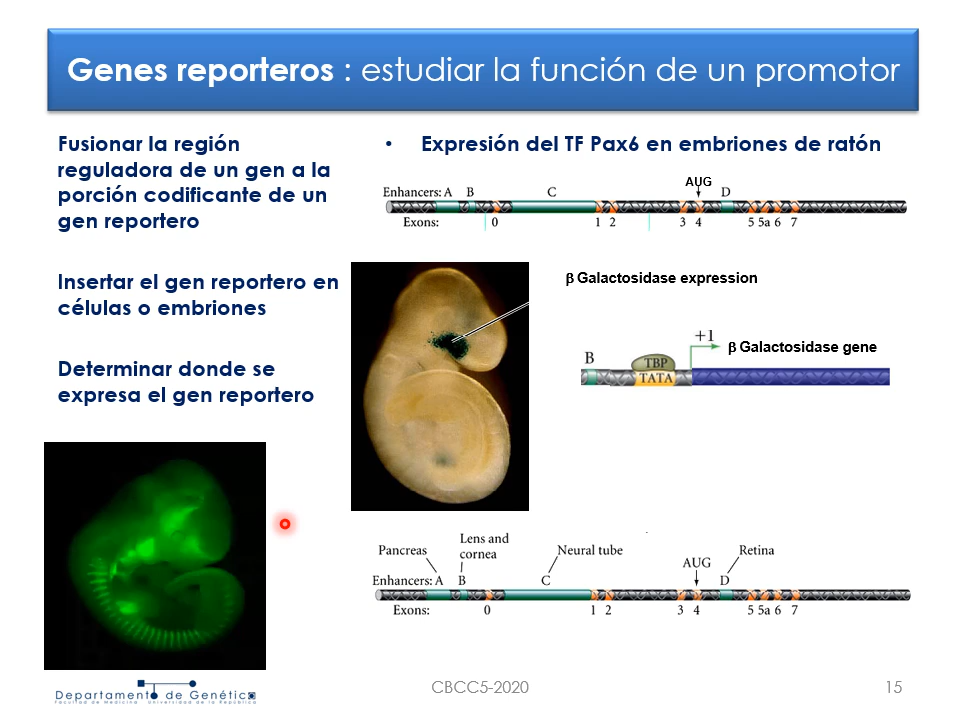 Genes reporteros : estudiar la función de un promotor
Fusionar la región
reguladora de un gen a la
porción codificante de un
gen reportero
Insertar el gen reportero en
células o embriones
Determinar donde se
expresa el gen reportero
• Expresión del TF Pax6 en embriones de ratón
AUG
Enhancers: A B C D
Exons: 0 1 2 3 4 5 5a 6 7
β Galactosidase expression
+1
β Galactosidase gene
B
TBP
TATA
Lens and
cornea
Pancreas Neural tube Retina
AUG
Enhancers: A B C D
Exons: 0 1 2 3 4 5 5a 6 7
Departamento de Genética
Facultad de Medicina Universidad de la República
CBCC5-2020
15